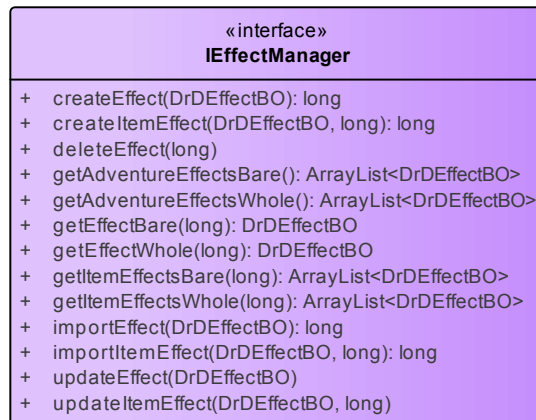 «interface»
IEffectManager
+ createEffect(DrDEffectBO): long
+ createItemEffect(DrDEffectBO, long): long
+ deleteEffect(long)
+ getAdventureEffectsBare(): ArrayList<DrDEffectBO>
+ getAdventureEffectsWhole(): ArrayList<DrDEffectBO>
+ getEffectBare(long): DrDEffectBO
+ getEffectWhole(long): DrDEffectBO
+ getItemEffectsBare(long): ArrayList<DrDEffectBO>
+ getItemEffectsWhole(long): ArrayList<DrDEffectBO>
+ importEffect(DrDEffectBO): long
+ importItemEffect(DrDEffectBO, long): long
+ updateEffect(DrDEffectBO)
+ updateItemEffect(DrDEffectBO, long)